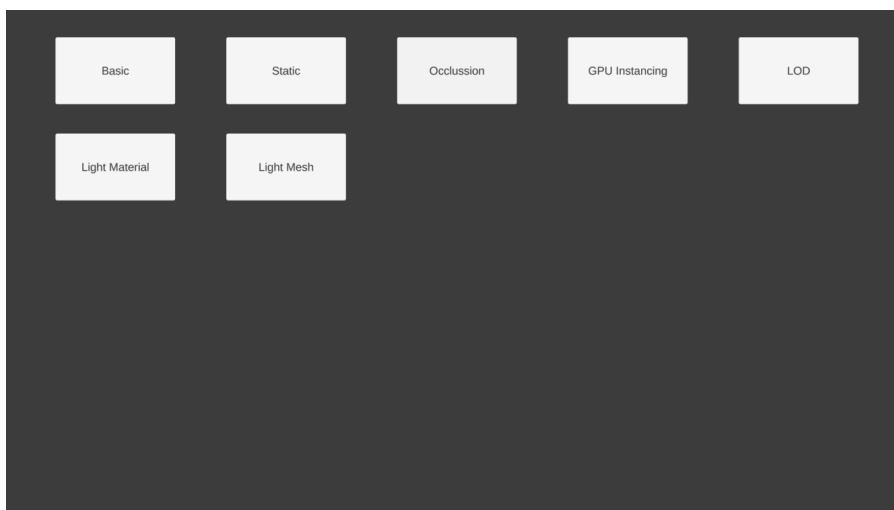 Basic
Static
Occlussion
GPU Instancing
LOD
Light Material
Light Mesh